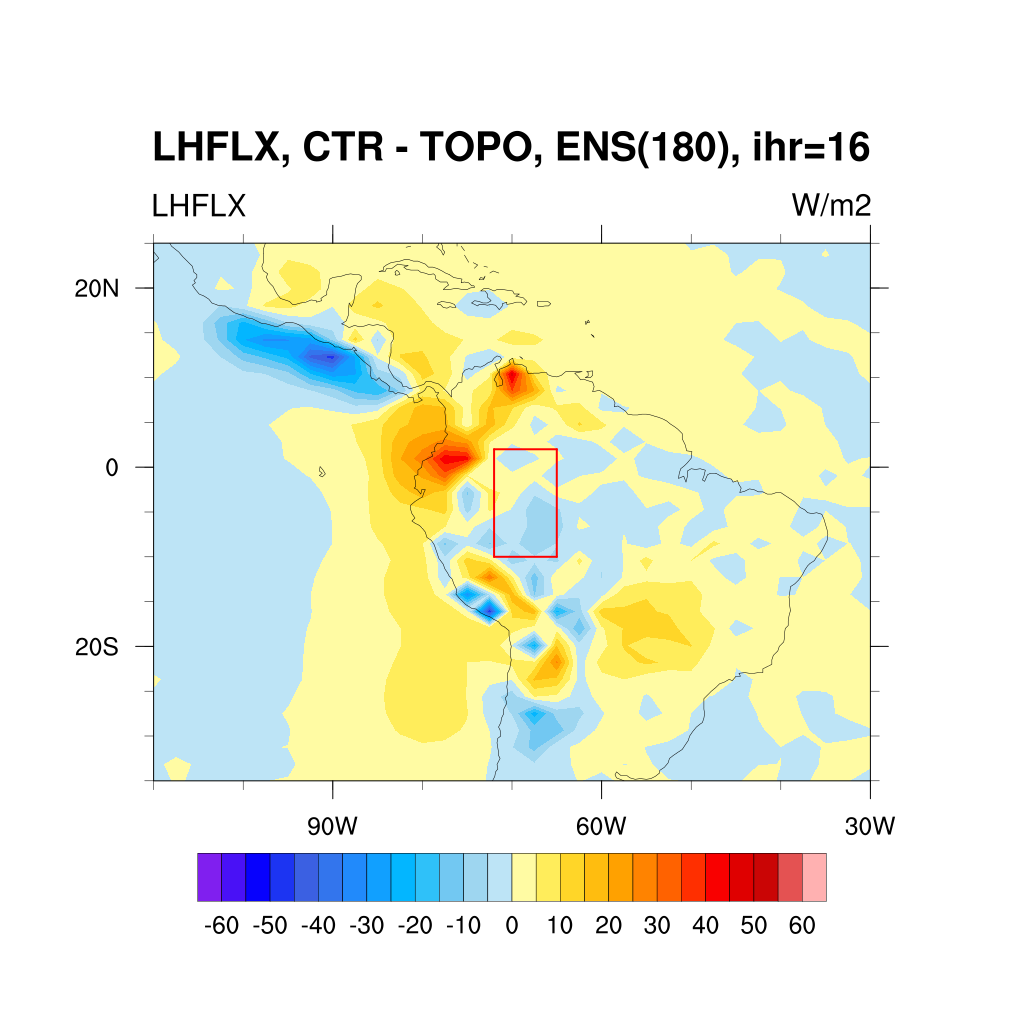 LHFLX, CTR - TOPO, ENS(180), ihr=16
LHFLX W/m2
20N
0
20S
90W 60W 30W
-60 -50 -40 -30 -20 -10 0 10 20 30 40 50 60